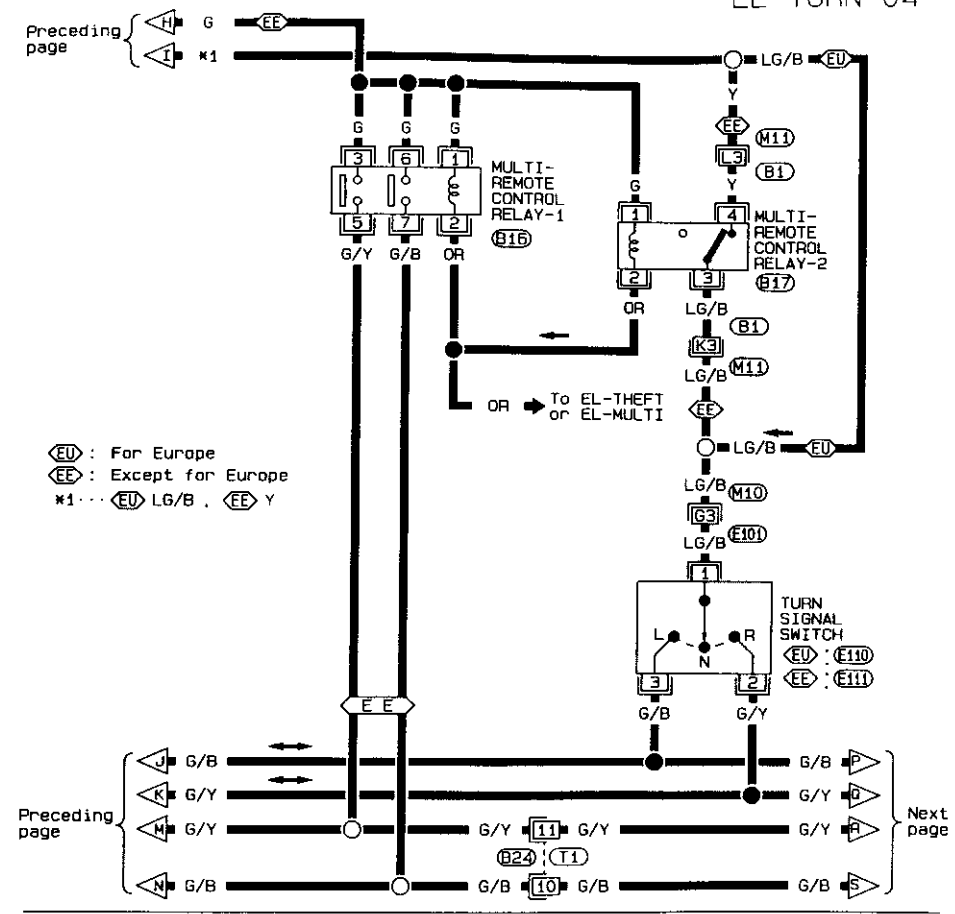 EL-TURN-04
Preceding page
H G EE
I *1
LG/B EU
Y
EE M11
L3
B1
Y
G G G
3 6 1
MULTI-REMOTE CONTROL RELAY-1
B16
5 7 2
G/Y G/B OR
G
1 4
MULTI-REMOTE CONTROL RELAY-2
B17
2 3
OR LG/B
B1
K3
M11
LG/B
EE
OR To EL-THEFT or EL-MULTI
LG/B EU
EU : For Europe
EE : Except for Europe
*1··· EU LG/B , EE Y
LG/B M10
G3
LG/B E101
1
TURN SIGNAL SWITCH
EU : E110
EE : E111
L N R
3 2
G/B G/Y
E E
Preceding page
J G/B G/B P
K G/Y G/Y Q
M G/Y G/Y 11 G/Y G/Y R
B24 T1
N G/B G/B 10 G/B G/B S
Next page